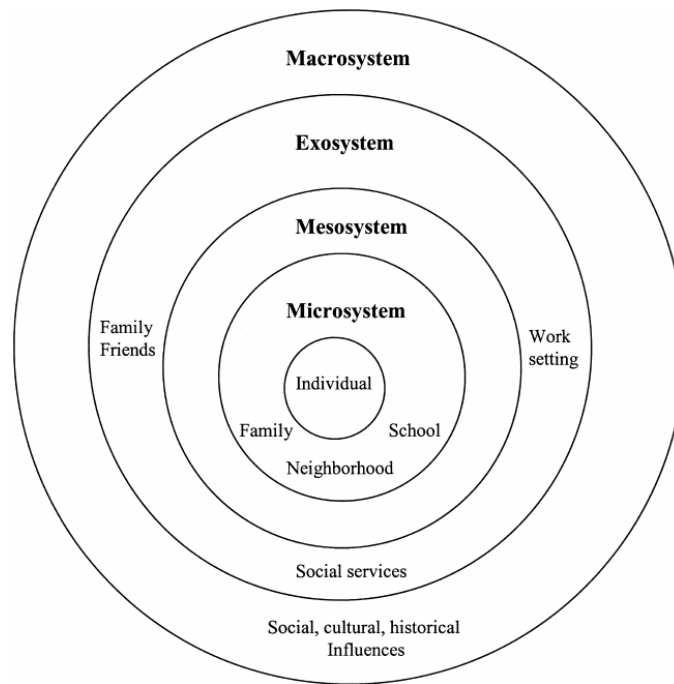 Macrosystem
Exosystem
Mesosystem
Microsystem
Family
Friends
Work
setting
Individual
Family
School
Neighborhood
Social services
Social, cultural, historical
Influences